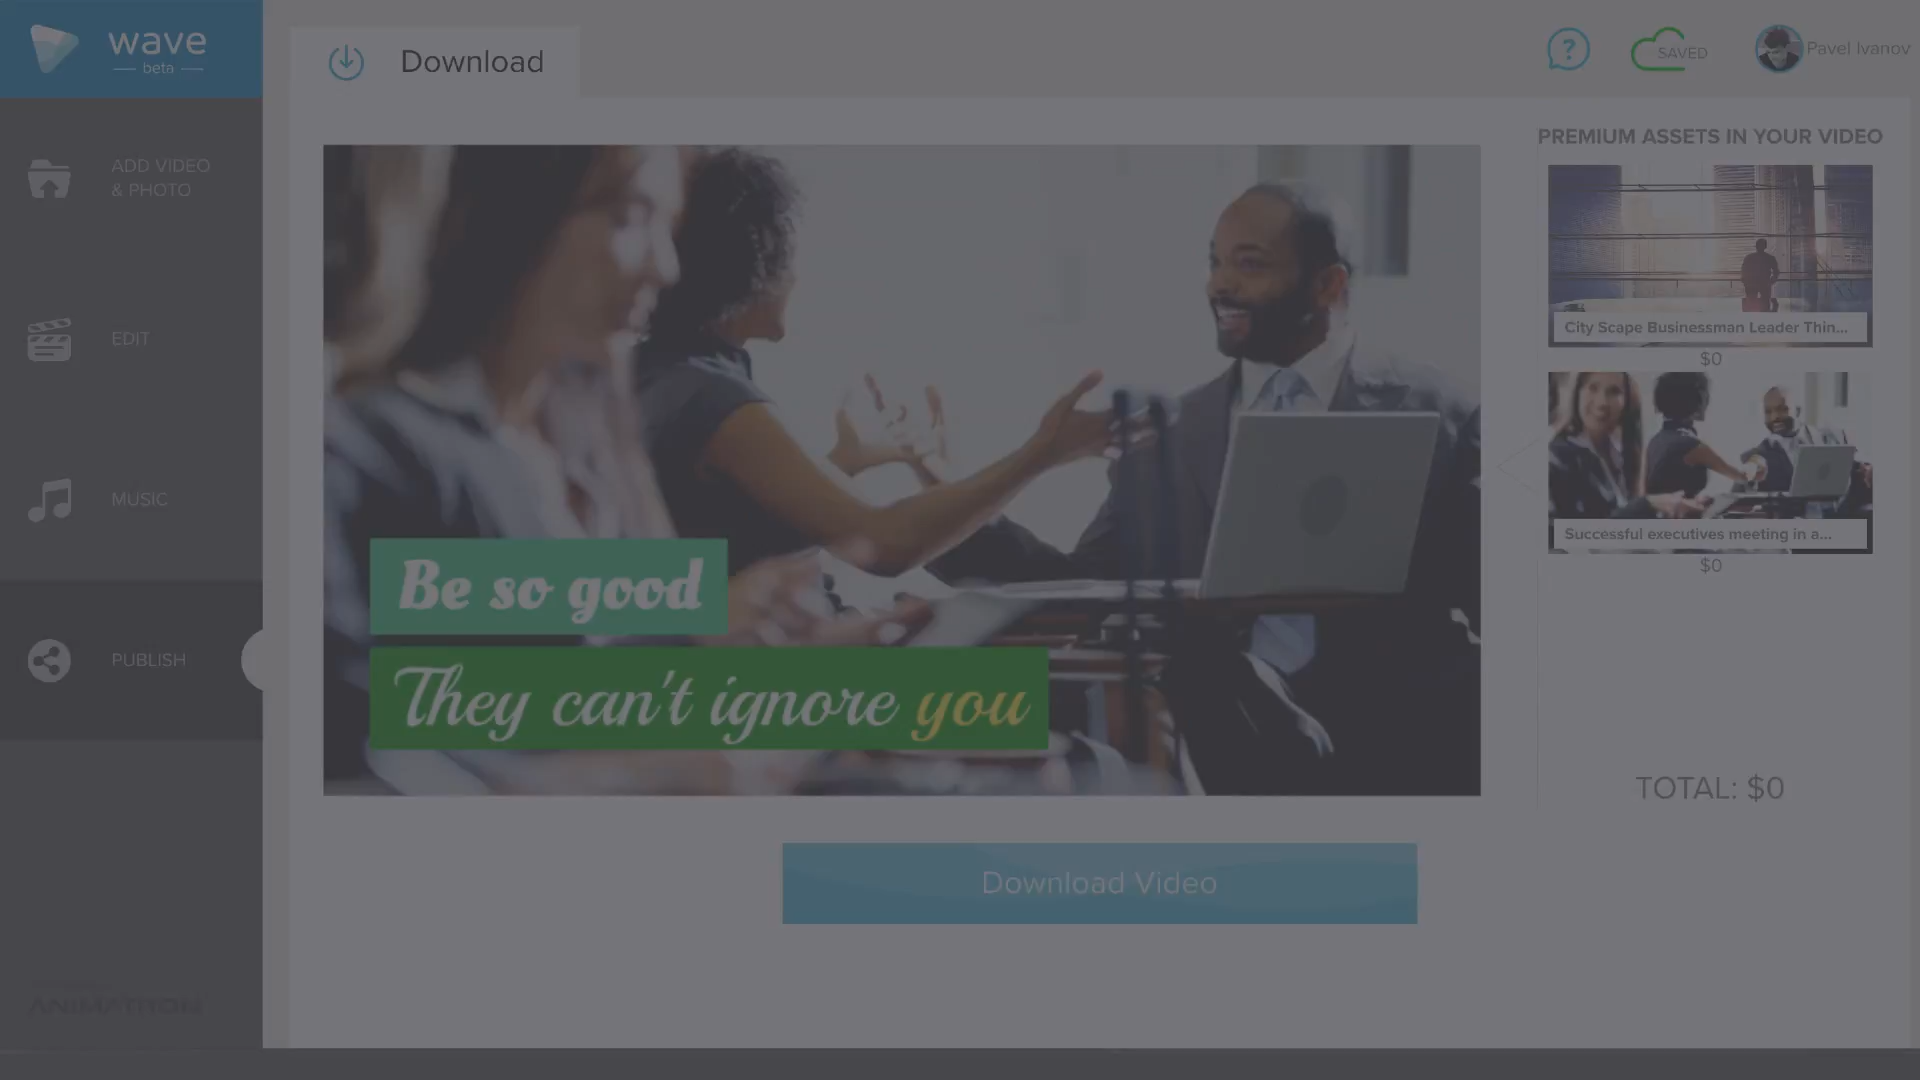 wave
beta
Download
?
SAVED
Pavel Ivanov
ADD VIDEO
& PHOTO
EDIT
MUSIC
PUBLISH
ANIMATRON
Be so good
They can't ignore you
PREMIUM ASSETS IN YOUR VIDEO
City Scape Businessman Leader Thin...
$0
Successful executives meeting in a...
$0
TOTAL: $0
Download Video